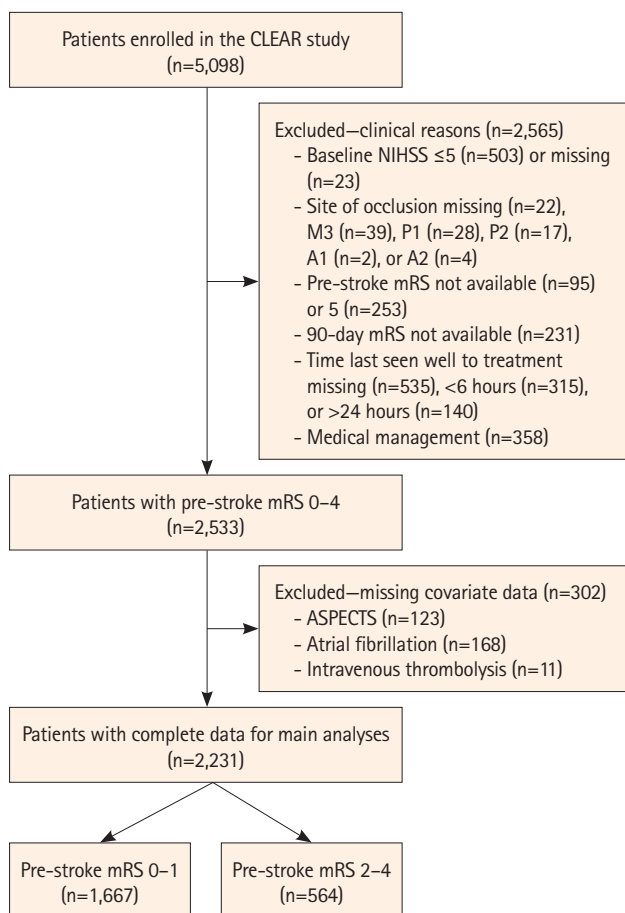 Patients enrolled in the CLEAR study
(n=5,098)
Excluded—clinical reasons (n=2,565)
- Baseline NIHSS ≤5 (n=503) or missing
(n=23)
- Site of occlusion missing (n=22),
M3 (n=39), P1 (n=28), P2 (n=17),
A1 (n=2), or A2 (n=4)
- Pre-stroke mRS not available (n=95)
or 5 (n=253)
- 90-day mRS not available (n=231)
- Time last seen well to treatment
missing (n=535), <6 hours (n=315),
or >24 hours (n=140)
- Medical management (n=358)
Patients with pre-stroke mRS 0–4
(n=2,533)
Excluded—missing covariate data (n=302)
- ASPECTS (n=123)
- Atrial fibrillation (n=168)
- Intravenous thrombolysis (n=11)
Patients with complete data for main analyses
(n=2,231)
Pre-stroke mRS 0–1
(n=1,667)
Pre-stroke mRS 2–4
(n=564)